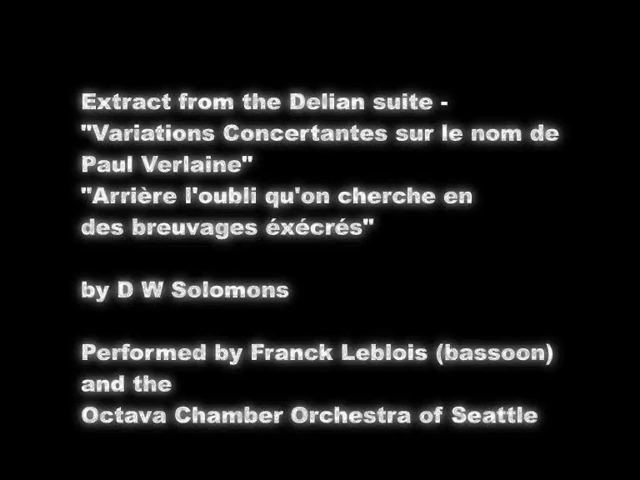 Extract from the Delian suite -
"Variations Concertantes sur le nom de
Paul Verlaine"
"Arrière l'oubli qu'on cherche en
des breuvages éxécrés"
by D W Solomons
Performed by Franck Leblois (bassoon)
and the
Octava Chamber Orchestra of Seattle